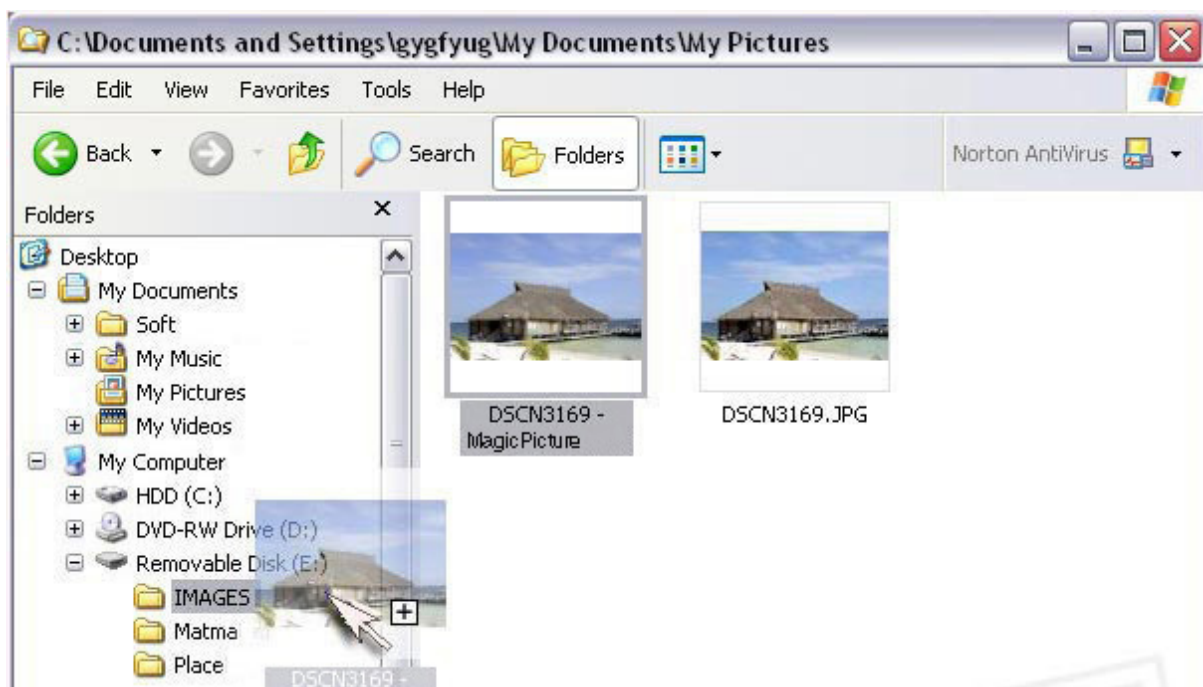 C:\Documents and Settings\gygfyug\My Documents\My Pictures
File Edit View Favorites Tools Help
Back Search Folders Norton AntiVirus
Folders
Desktop
My Documents
Soft
My Music
My Pictures
My Videos
My Computer
HDD (C:)
DVD-RW Drive (D:)
Removable Disk (E:)
IMAGES
Matma
Place
DSCN3169 -
MagicPicture
DSCN3169.JPG
DSCN3169 -